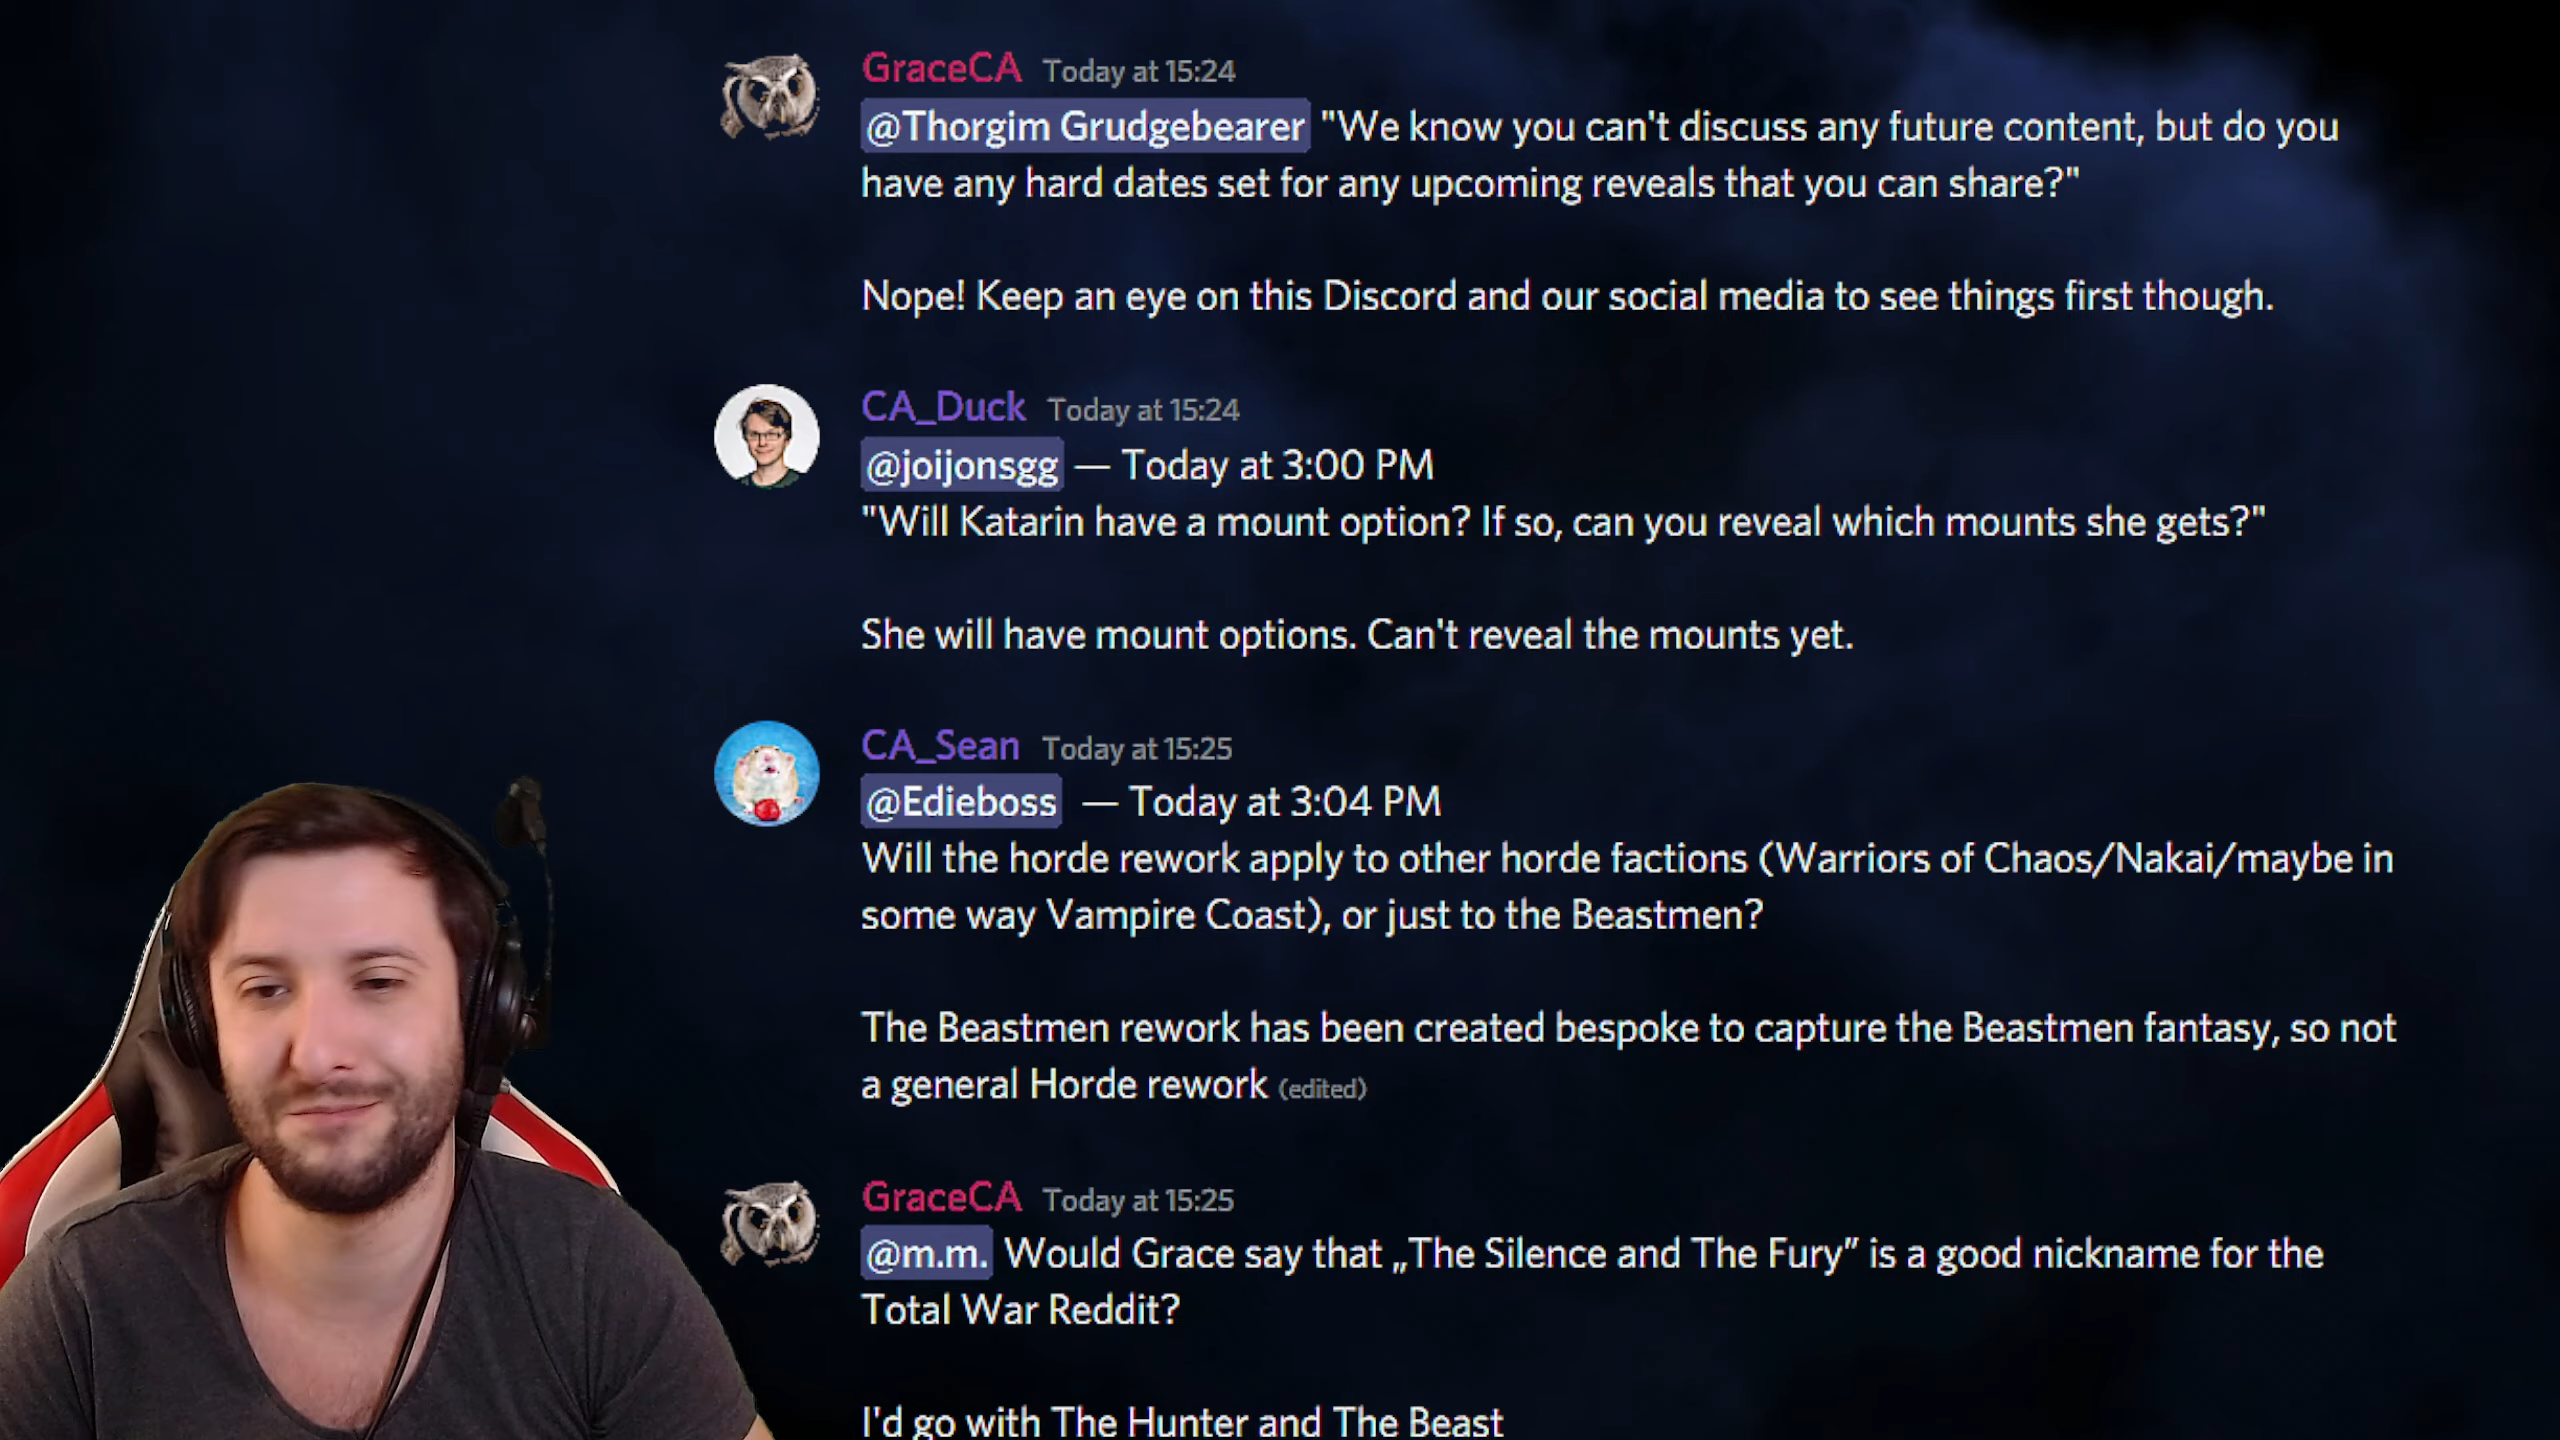 GraceCA Today at 15:24
@Thorgim Grudgebearer "We know you can't discuss any future content, but do you
have any hard dates set for any upcoming reveals that you can share?"
Nope! Keep an eye on this Discord and our social media to see things first though.
CA_Duck Today at 15:24
@joijonsgg — Today at 3:00 PM
"Will Katarin have a mount option? If so, can you reveal which mounts she gets?"
She will have mount options. Can't reveal the mounts yet.
CA_Sean Today at 15:25
@Edieboss — Today at 3:04 PM
Will the horde rework apply to other horde factions (Warriors of Chaos/Nakai/maybe in
some way Vampire Coast), or just to the Beastmen?
The Beastmen rework has been created bespoke to capture the Beastmen fantasy, so not
a general Horde rework (edited)
GraceCA Today at 15:25
@m.m. Would Grace say that „The Silence and The Fury” is a good nickname for the
Total War Reddit?
I'd go with The Hunter and The Beast